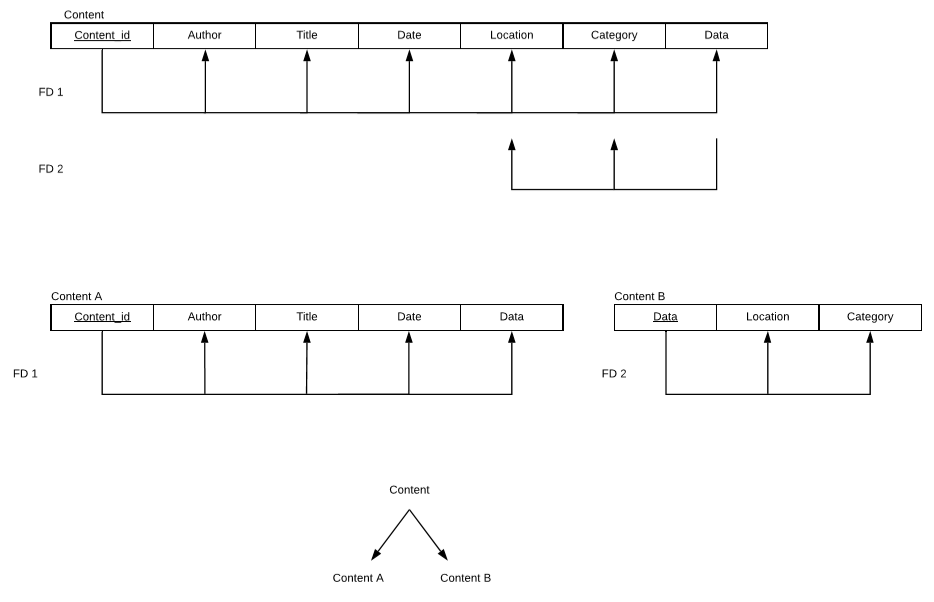 Content
Content_id Author Title Date Location Category Data
FD 1
FD 2
Content A Content B
Content_id Author Title Date Data Data Location Category
FD 1 FD 2
Content
Content A Content B